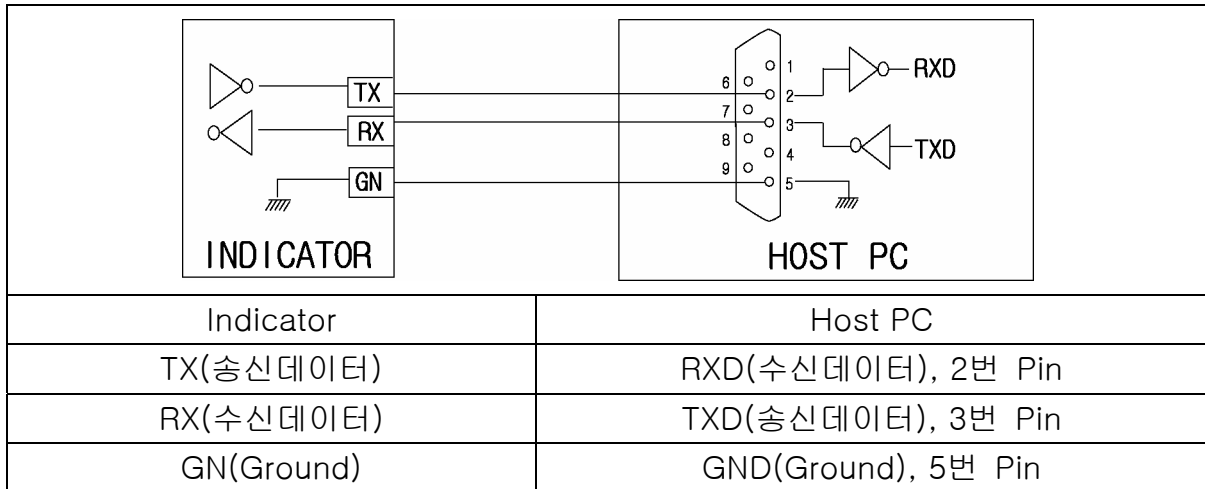 TX
RX
GN
INDICATOR
1
6
2
RXD
7
3
8
4
TXD
9
5
HOST PC
Indicator Host PC
TX(송신데이터) RXD(수신데이터), 2번 Pin
RX(수신데이터) TXD(송신데이터), 3번 Pin
GN(Ground) GND(Ground), 5번 Pin